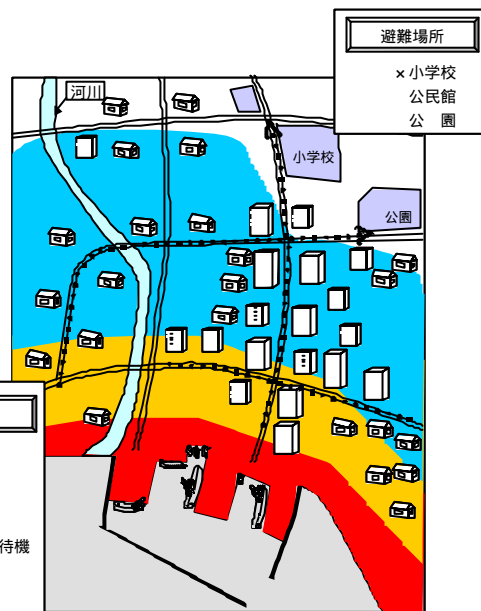 避難場所
×小学校
公民館
公　園
河川
小学校
公園
待機